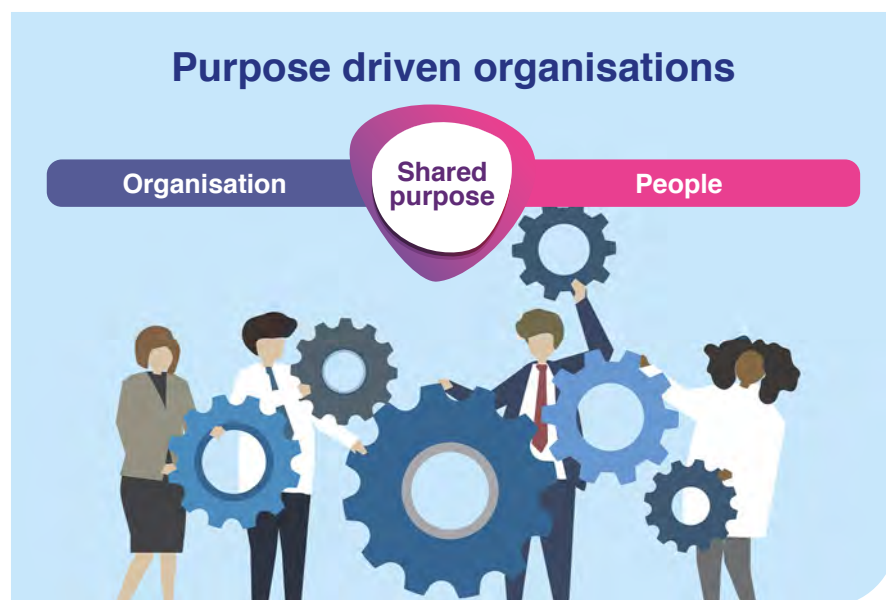 Purpose driven organisations
Organisation
Shared
purpose
People